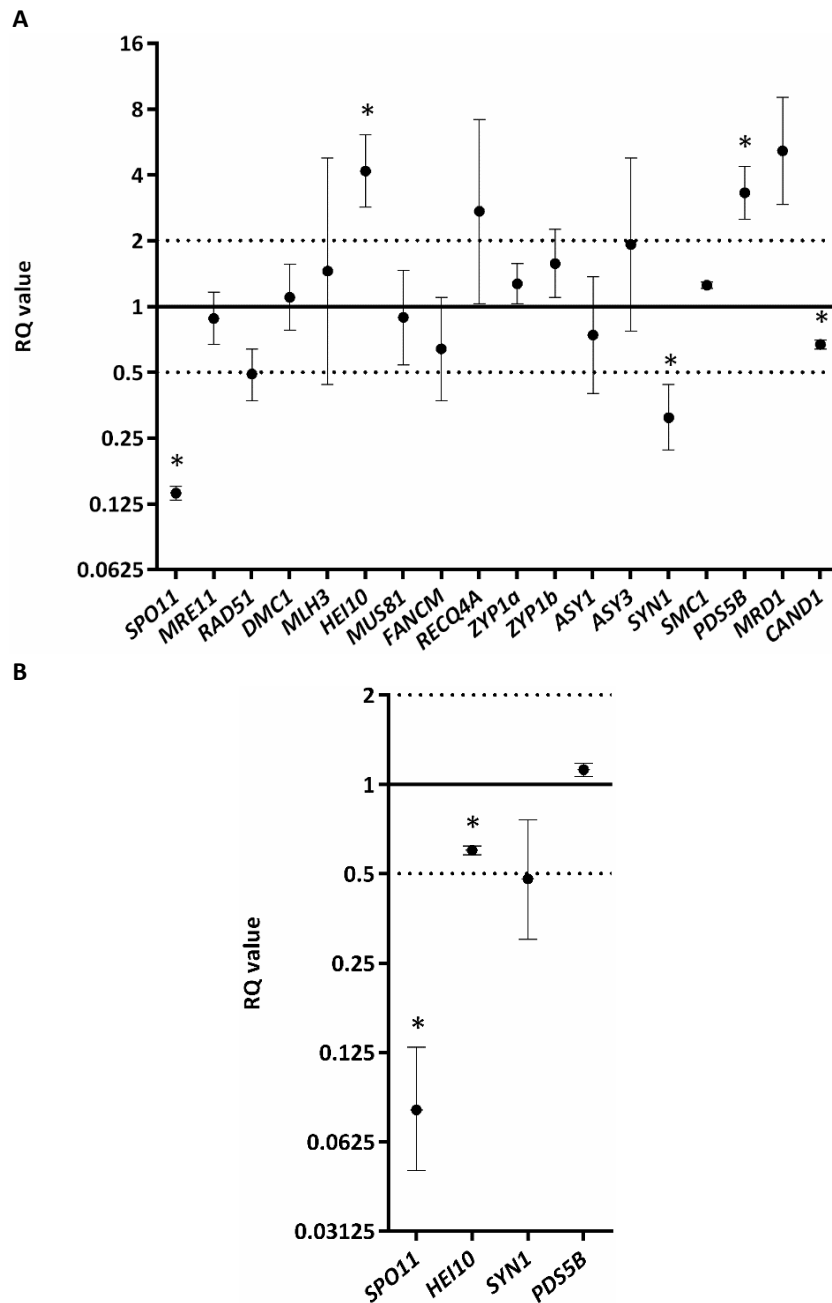 A
16
8
4
2
1
0.5
0.25
0.125
0.0625
RQ value
*
*
*
*
*
SPO11
MRE11
RAD51
DMC1
MLH3
HEI10
MUS81
FANCM
RECQ4A
ZYP1a
ZYP1b
ASY1
ASY3
SYN1
SMC1
PDS5B
MRD1
CAND1
B
2
1
0.5
0.25
0.125
0.0625
0.03125
RQ value
*
*
SPO11
HEI10
SYN1
PDS5B